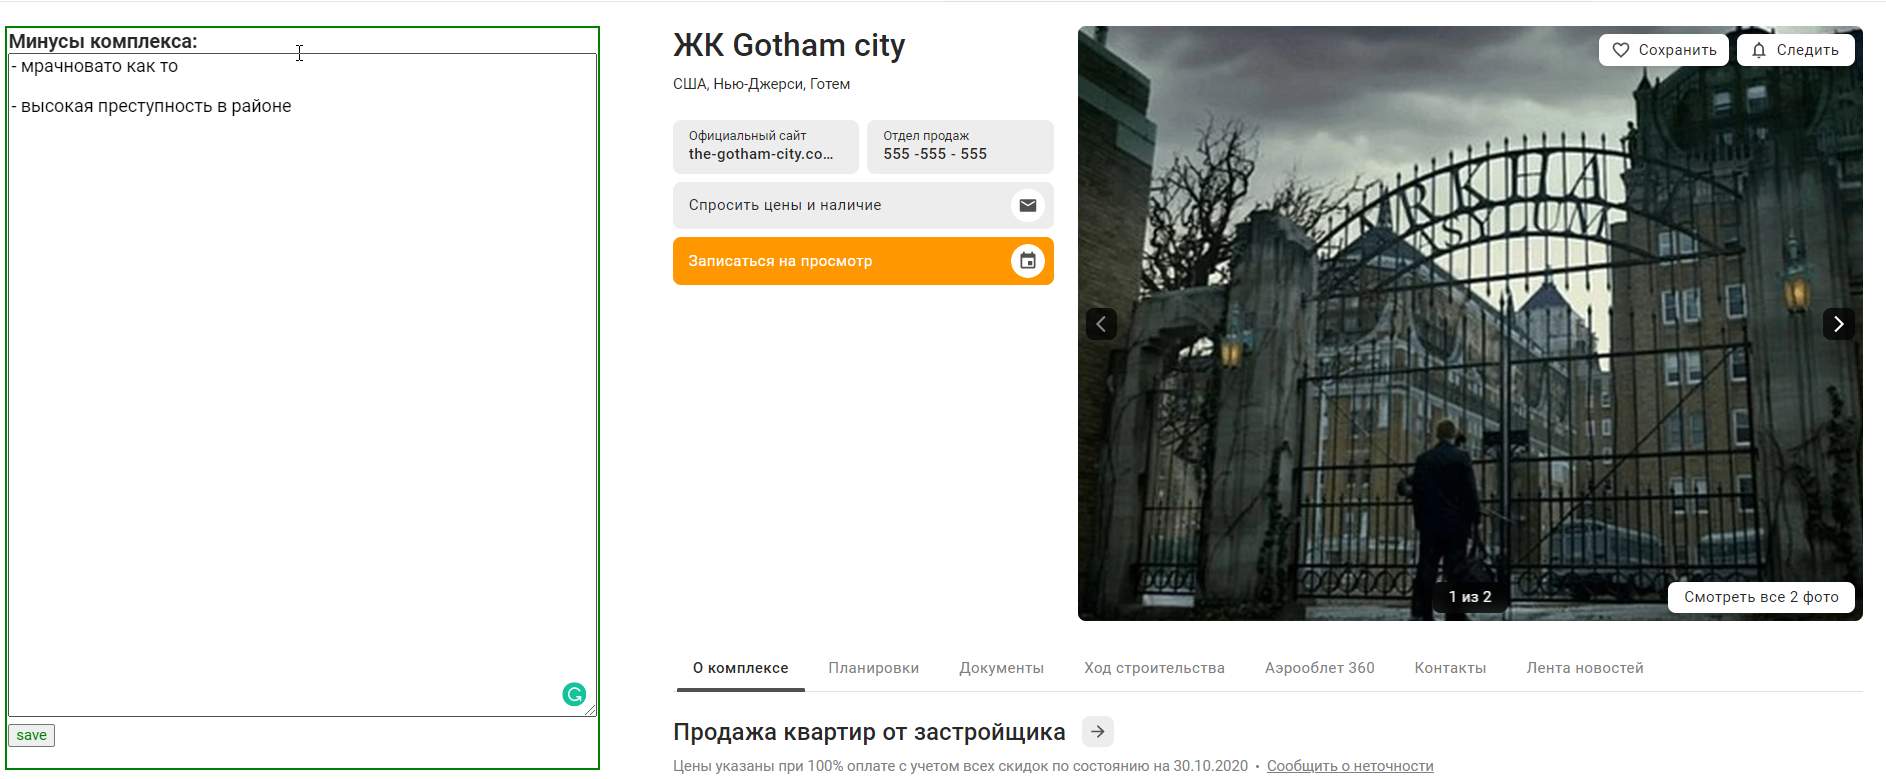 Минусы комплекса:
- мрачновато как то
- высокая преступность в районе
save
ЖК Gotham city
США, Нью-Джерси, Готем
Официальный сайт
the-gotham-city.co...
Отдел продаж
555 -555 - 555
Спросить цены и наличие
Записаться на просмотр
Сохранить
Следить
ARKHA
ASYLUM
1 из 2
Смотреть все 2 фото
О комплексе
Планировки
Документы
Ход строительства
Аэрооблет 360
Контакты
Лента новостей
Продажа квартир от застройщика
Цены указаны при 100% оплате с учетом всех скидок по состоянию на 30.10.2020 • Сообщить о неточности